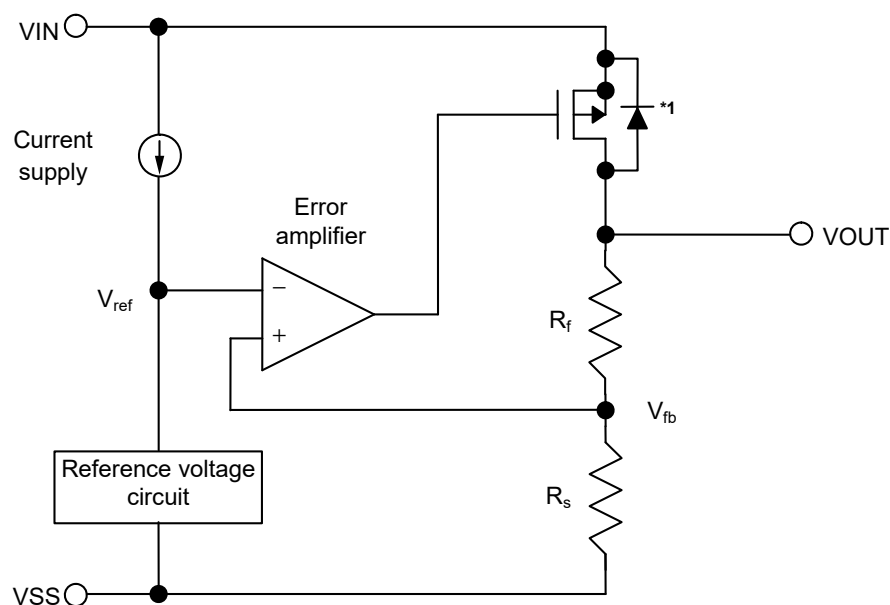 VIN
*1
Current
supply
Error
amplifier
VOUT
Vref
−
+
Rf
Vfb
Reference voltage
circuit
Rs
VSS